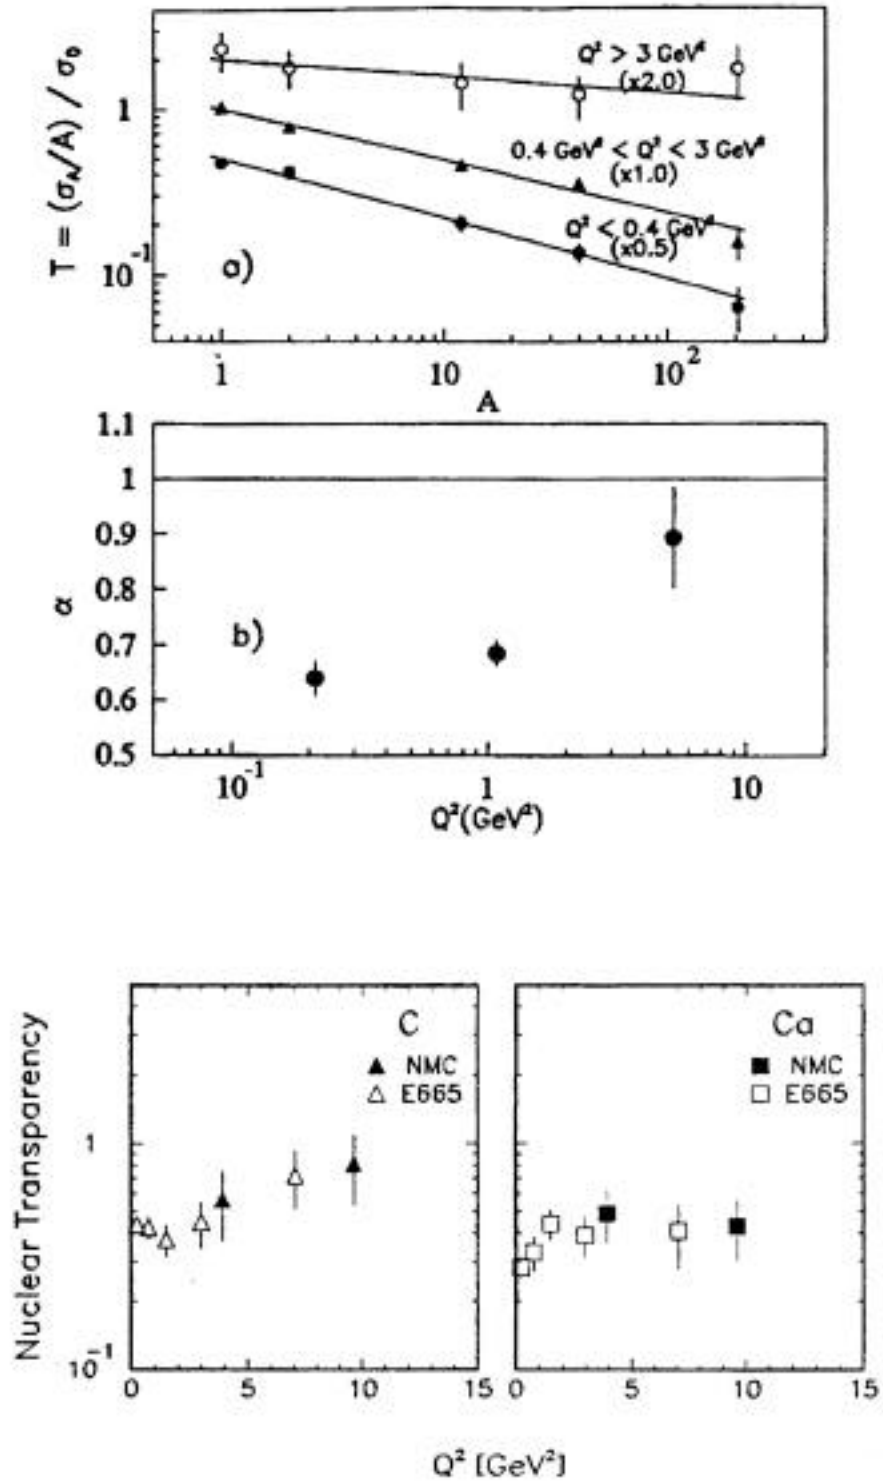 T = (σ_A/A) / σ_0
1
10⁻¹
Q² > 3 GeV²
(x2.0)
0.4 GeV² < Q² < 3 GeV²
(x1.0)
Q² < 0.4 GeV²
(x0.5)
a)
1 10 10²
A
α
1.1
1
0.9
0.8
0.7
0.6
0.5
b)
10⁻¹ 1 10
Q²(GeV²)
Nuclear Transparency
1
10⁻¹
C
▲ NMC
△ E665
0 5 10 15
Ca
■ NMC
□ E665
0 5 10 15
Q² [GeV²]